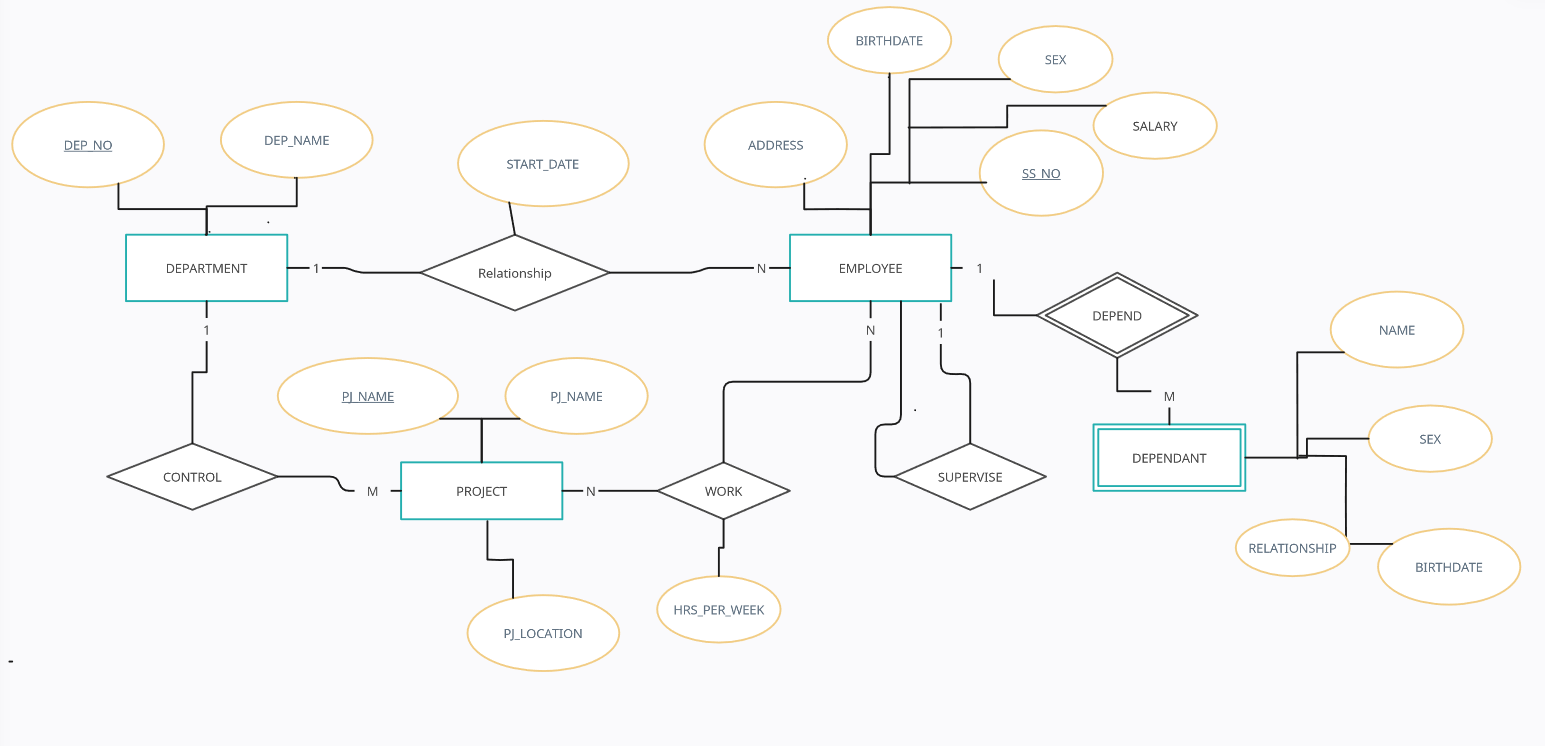 BIRTHDATE
SEX
SALARY
DEP_NO
DEP_NAME
START_DATE
ADDRESS
SS_NO
DEPARTMENT
1
Relationship
N
EMPLOYEE
1
DEPEND
1
N
1
NAME
PJ_NAME
PJ_NAME
M
SEX
DEPENDANT
CONTROL
M
PROJECT
N
WORK
SUPERVISE
RELATIONSHIP
BIRTHDATE
HRS_PER_WEEK
PJ_LOCATION
-